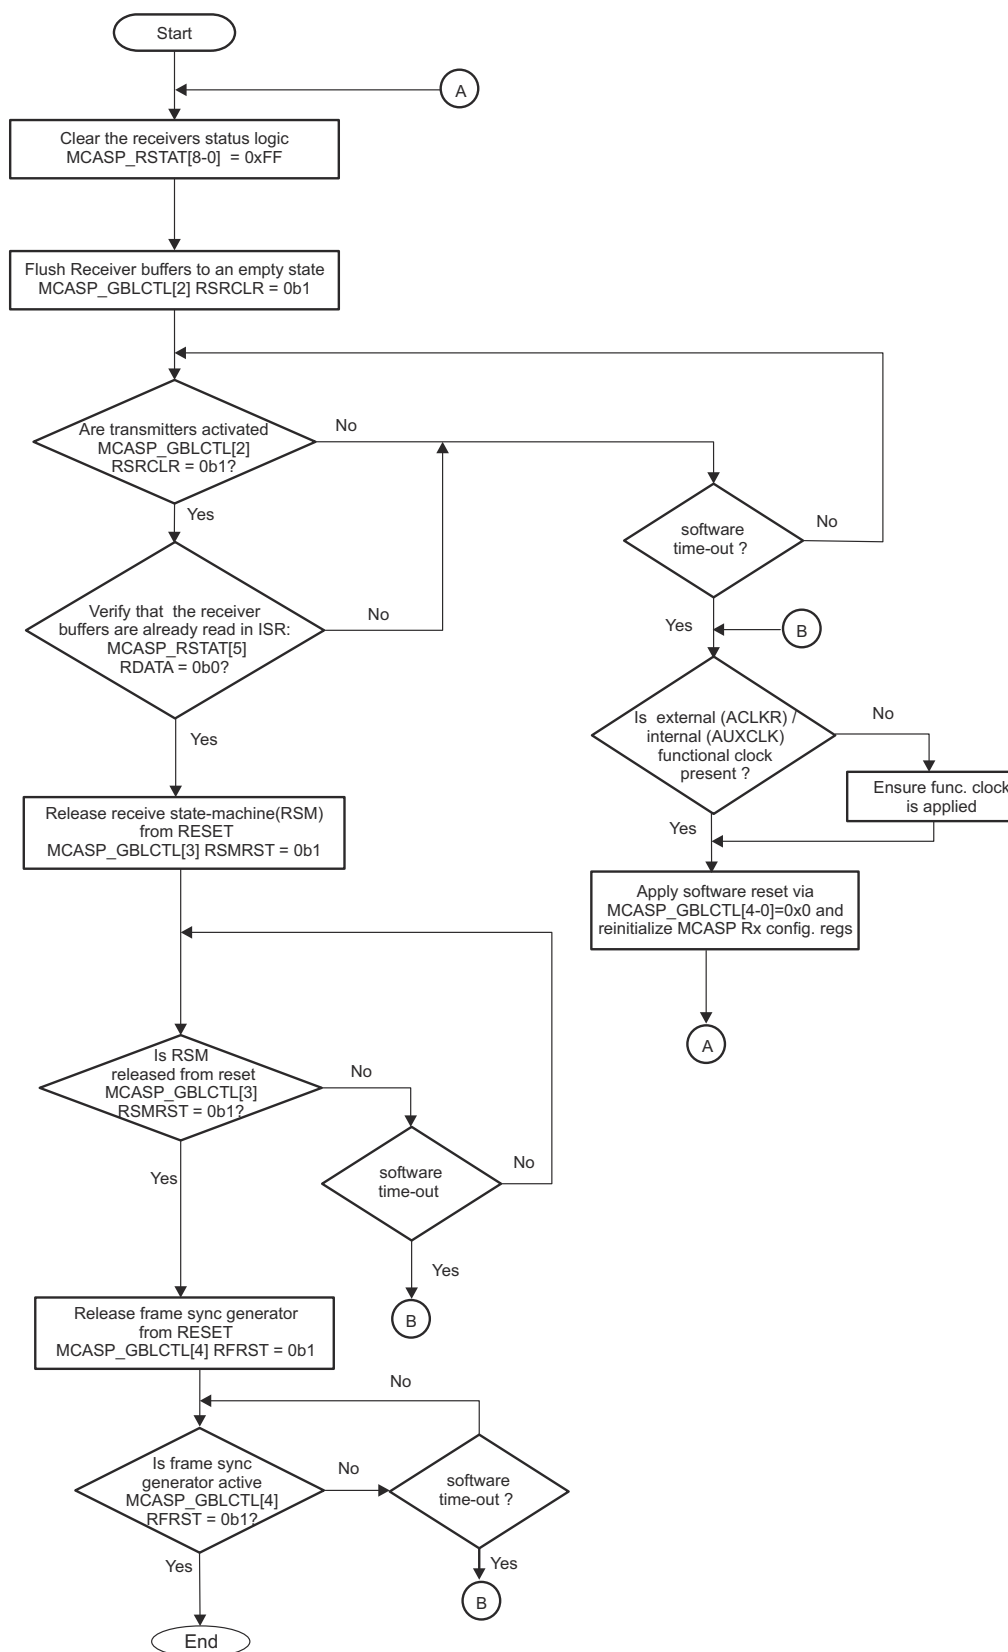 Start
A
Clear the receivers status logic
MCASP_RSTAT[8-0] = 0xFF
Flush Receiver buffers to an empty state
MCASP_GBLCTL[2] RSRCLR = 0b1
Are transmitters activated
MCASP_GBLCTL[2]
RSRCLR = 0b1?
No
Yes
software
time-out ?
No
Yes
Verify that the receiver
buffers are already read in ISR:
MCASP_RSTAT[5]
RDATA = 0b0?
No
Yes
B
Is external (ACLKR) /
internal (AUXCLK)
functional clock
present ?
No
Yes
Ensure func. clock
is applied
Release receive state-machine(RSM)
from RESET
MCASP_GBLCTL[3] RSMRST = 0b1
Apply software reset via
MCASP_GBLCTL[4-0]=0x0 and
reinitialize MCASP Rx config. regs
A
Is RSM
released from reset
MCASP_GBLCTL[3]
RSMRST = 0b1?
No
Yes
software
time-out
No
Yes
B
Release frame sync generator
from RESET
MCASP_GBLCTL[4] RFRST = 0b1
No
Is frame sync
generator active
MCASP_GBLCTL[4]
RFRST = 0b1?
No
Yes
software
time-out ?
Yes
B
End